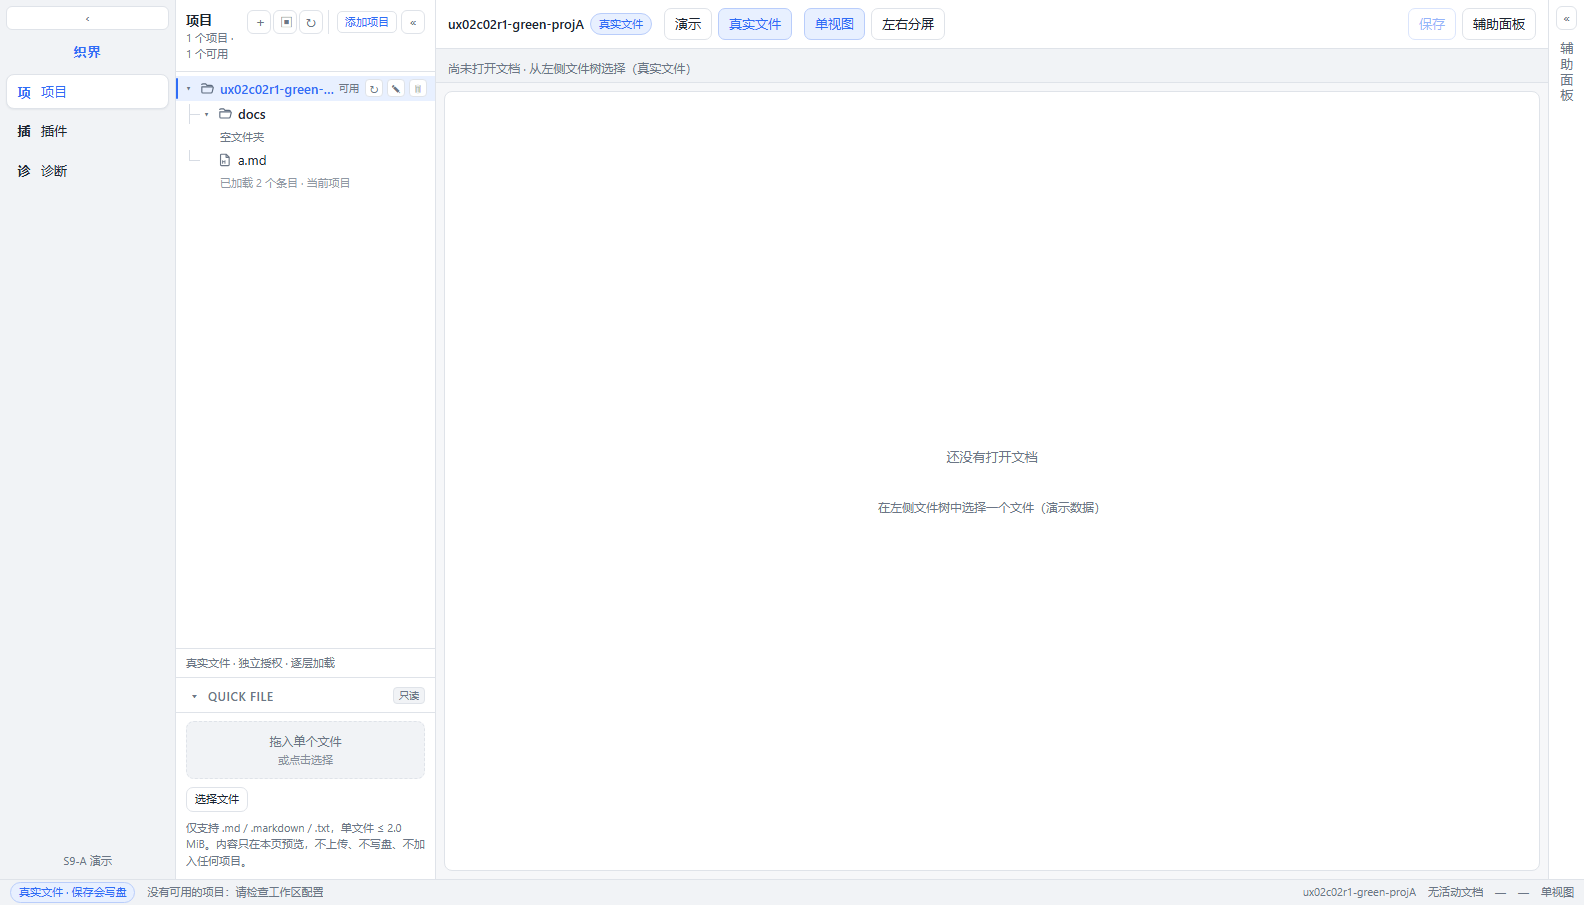 ‹
织界
项 项目
插 插件
诊 诊断
S9-A 演示
项目
1 个项目 ·
1 个可用
+
↻
添加项目
«
ux02c02r1-green-... 可用 ↻
docs
空文件夹
a.md
已加载 2 个条目 · 当前项目
真实文件 · 独立授权 · 逐层加载
QUICK FILE 只读
拖入单个文件
或点击选择
选择文件
仅支持 .md / .markdown / .txt，单文件 ≤ 2.0
MiB。内容只在本页预览，不上传、不写盘、不加
入任何项目。
ux02c02r1-green-projA 真实文件 演示 真实文件 单视图 左右分屏 保存 辅助面板
尚未打开文档 · 从左侧文件树选择（真实文件）
还没有打开文档
在左侧文件树中选择一个文件（演示数据）
«
辅助面板
真实文件 · 保存会写盘 没有可用的项目：请检查工作区配置
ux02c02r1-green-projA 无活动文档 — — 单视图